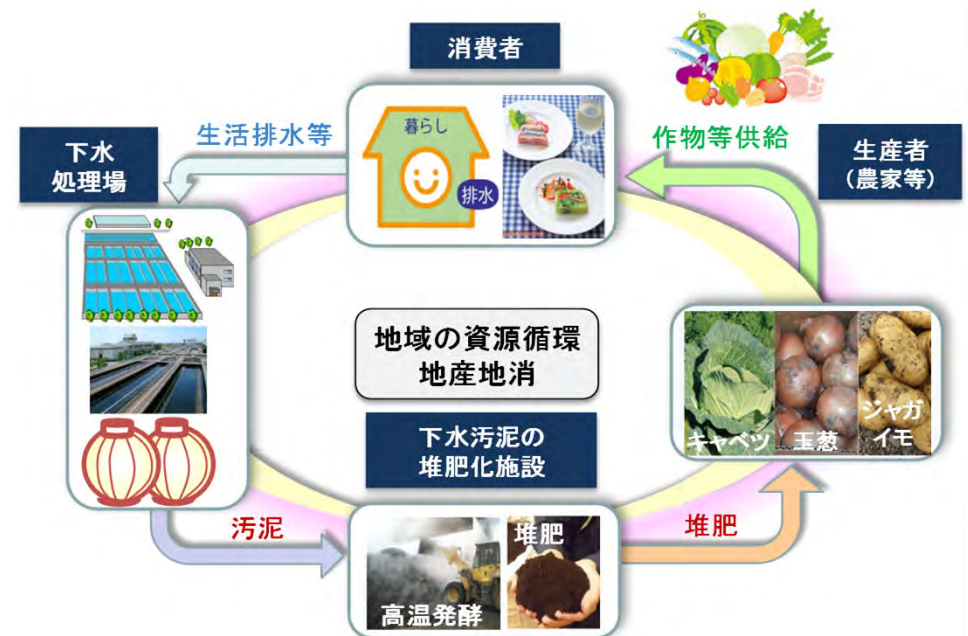 消費者
暮らし
排水
生活排水等
作物等供給
下水
処理場
生産者
（農家等）
地域の資源循環
地産地消
キャベツ
玉葱
ジャガ
イモ
下水汚泥の
堆肥化施設
汚泥
堆肥
高温発酵
堆肥